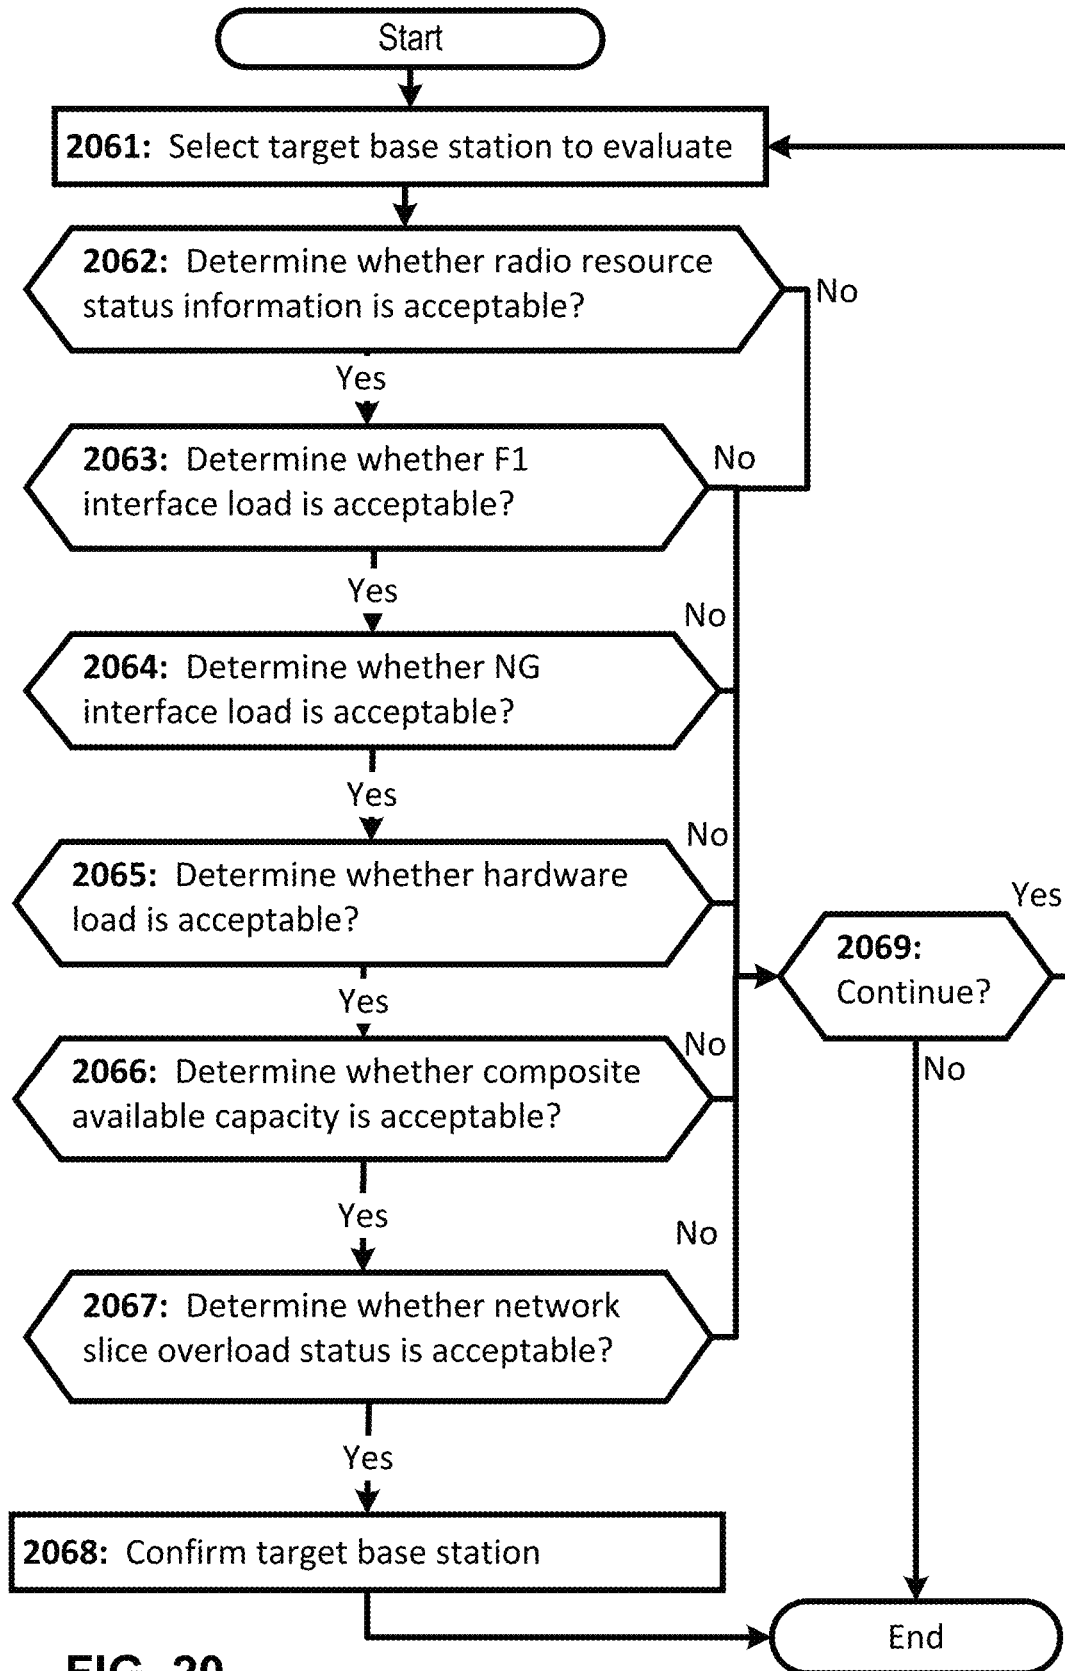 Start
2061: Select target base station to evaluate
2062: Determine whether radio resource
status information is acceptable?
No
Yes
2063: Determine whether F1
interface load is acceptable?
No
Yes
No
2064: Determine whether NG
interface load is acceptable?
Yes
No
2065: Determine whether hardware
load is acceptable?
Yes
2069:
Continue?
Yes
No
No
2066: Determine whether composite
available capacity is acceptable?
Yes
No
2067: Determine whether network
slice overload status is acceptable?
Yes
2068: Confirm target base station
End
FIG. 20